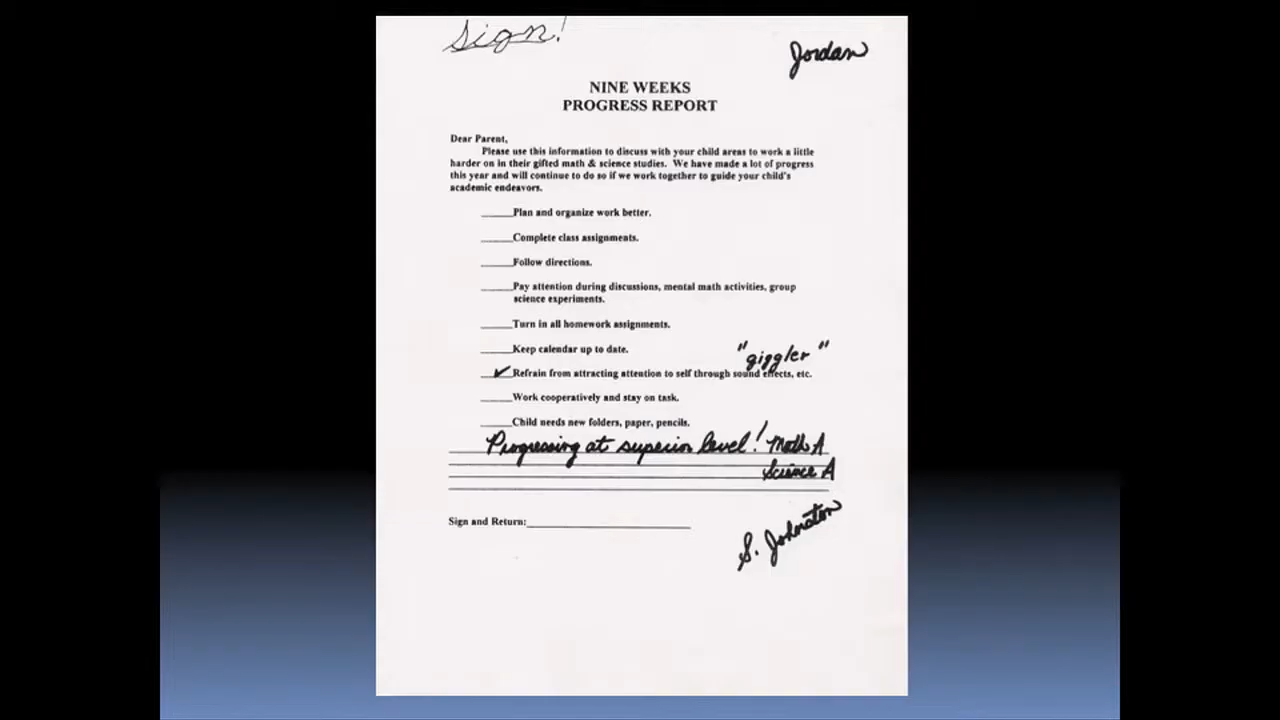 Sign!
Jordan
NINE WEEKS
PROGRESS REPORT
Dear Parent,
Please use this information to discuss with your child areas to work a little
harder on in their gifted math & science studies. We have made a lot of progress
this year and will continue to do so if we work together to guide your child's
academic endeavors.
Plan and organize work better.
Complete class assignments.
Follow directions.
Pay attention during discussions, mental math activities, group
science experiments.
Turn in all homework assignments.
Keep calendar up to date.
"giggler"
✓ Refrain from attracting attention to self through sound effects, etc.
Work cooperatively and stay on task.
Child needs new folders, paper, pencils.
Progressing at superior level! Math A
Science A
Sign and Return:
S. Johnston